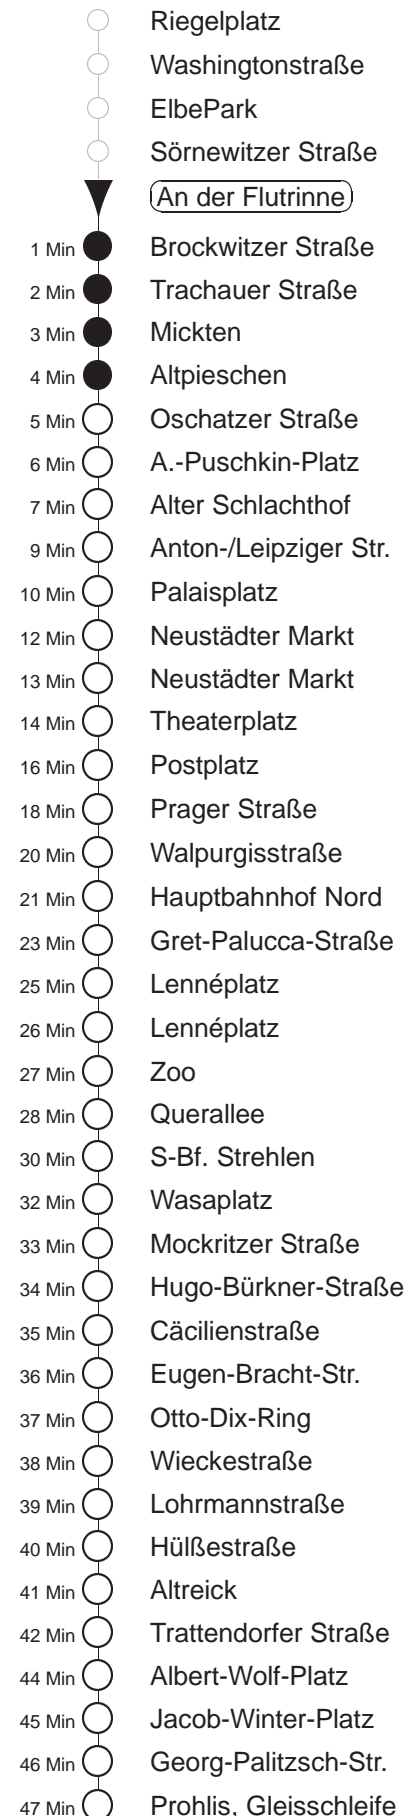 Riegelplatz
Washingtonstraße
ElbePark
Sörnewitzer Straße
An der Flutrinne
1 Min Brockwitzer Straße
2 Min Trachauer Straße
3 Min Mickten
4 Min Altpieschen
5 Min Oschatzer Straße
6 Min A.-Puschkin-Platz
7 Min Alter Schlachthof
9 Min Anton-/Leipziger Str.
10 Min Palaisplatz
12 Min Neustädter Markt
13 Min Neustädter Markt
14 Min Theaterplatz
16 Min Postplatz
18 Min Prager Straße
20 Min Walpurgisstraße
21 Min Hauptbahnhof Nord
23 Min Gret-Palucca-Straße
25 Min Lennéplatz
26 Min Lennéplatz
27 Min Zoo
28 Min Querallee
30 Min S-Bf. Strehlen
32 Min Wasaplatz
33 Min Mockritzer Straße
34 Min Hugo-Bürkner-Straße
35 Min Cäcilienstraße
36 Min Eugen-Bracht-Str.
37 Min Otto-Dix-Ring
38 Min Wieckestraße
39 Min Lohrmannstraße
40 Min Hülßestraße
41 Min Altreick
42 Min Trattendorfer Straße
44 Min Albert-Wolf-Platz
45 Min Jacob-Winter-Platz
46 Min Georg-Palitzsch-Str.
47 Min Prohlis, Gleisschleife